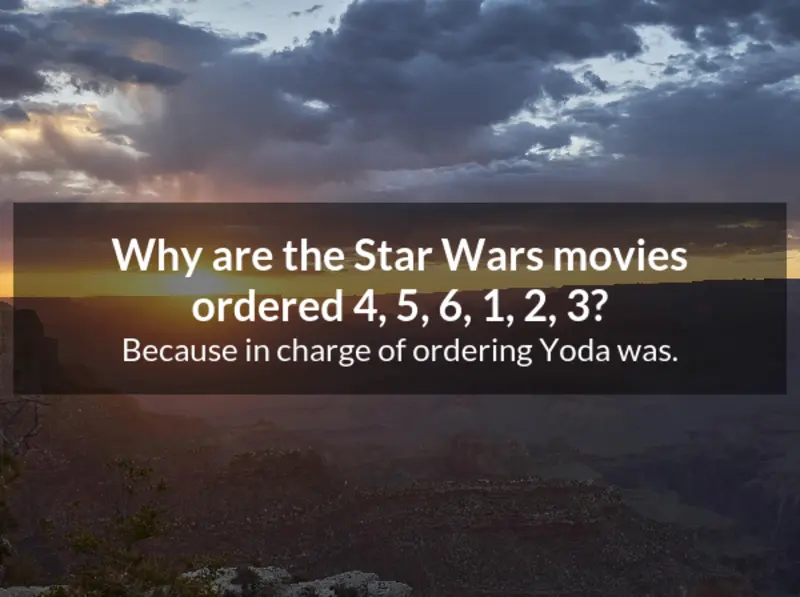 Why are the Star Wars movies
ordered 4, 5, 6, 1, 2, 3?
Because in charge of ordering Yoda was.